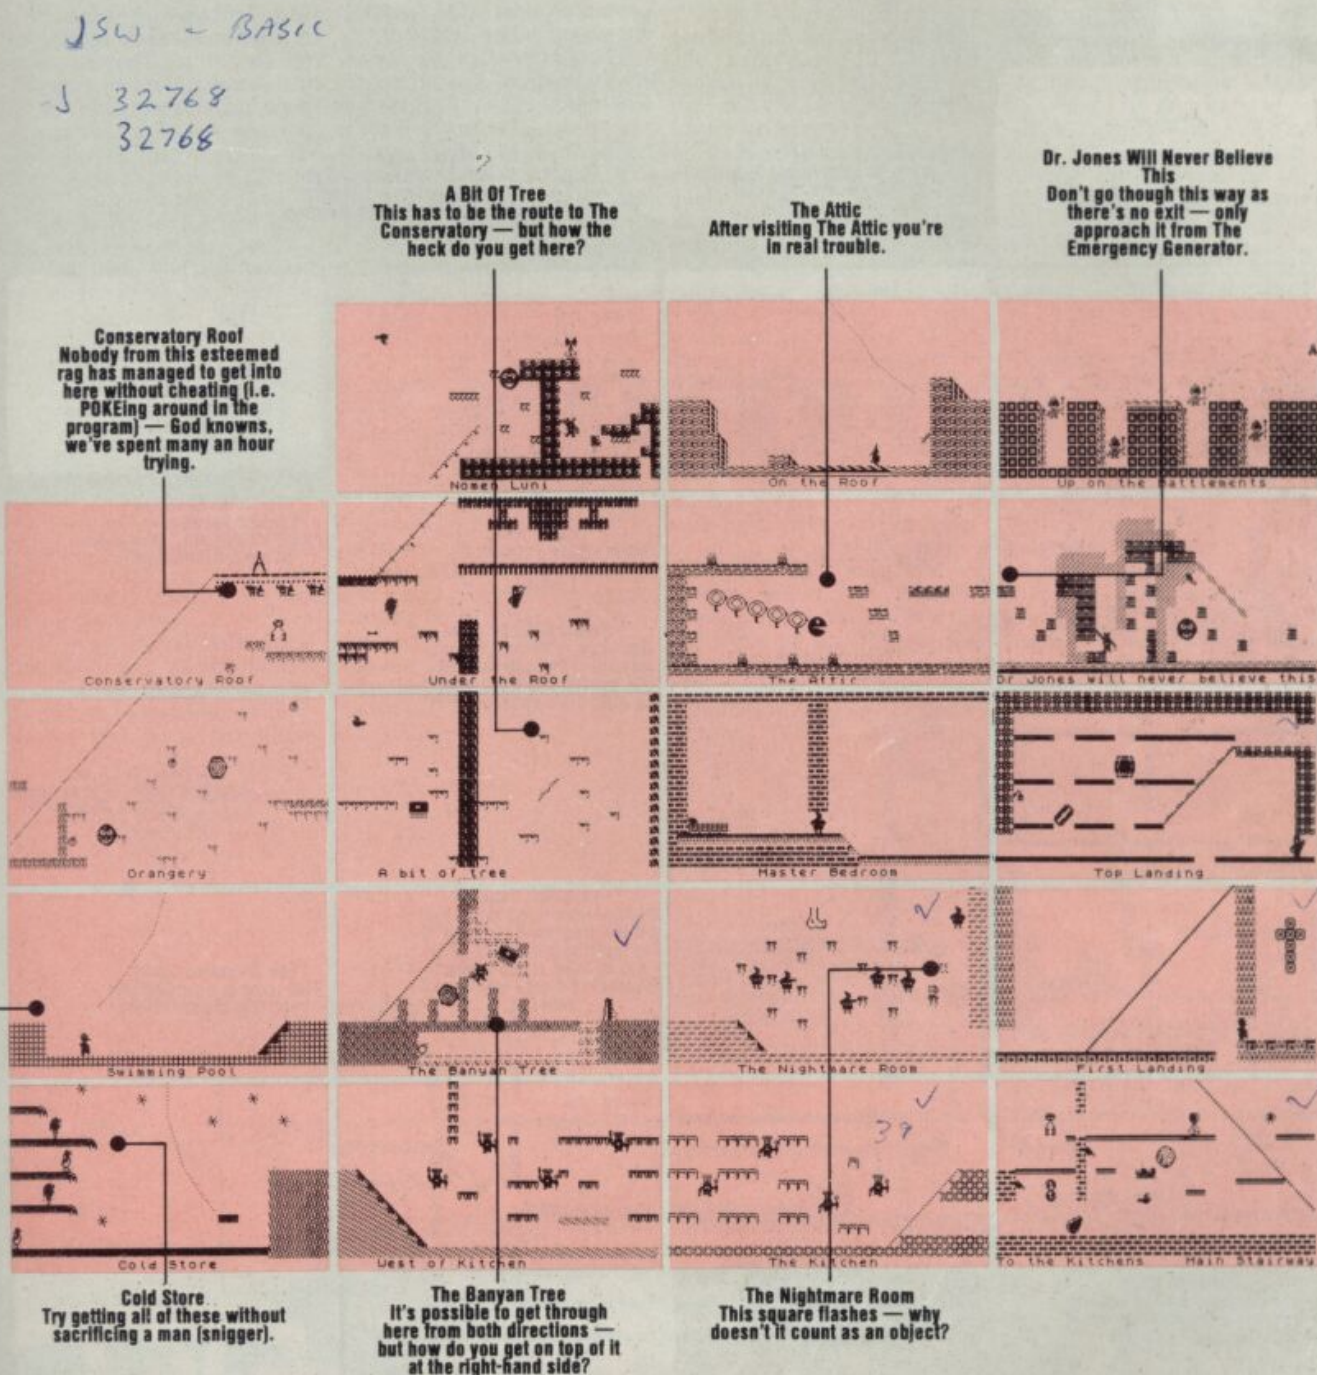 JSW - BASIC
J 32768
32768
?
A Bit Of Tree
This has to be the route to The
Conservatory — but how the
heck do you get here?
The Attic
After visiting The Attic you're
in real trouble.
Dr. Jones Will Never Believe
This
Don't go though this way as
there's no exit — only
approach it from The
Emergency Generator.
Conservatory Roof
Nobody from this esteemed
rag has managed to get into
here without cheating (i.e.
POKEing around in the
program) — God knowns,
we've spent many an hour
trying.
Nomen Luni
On the Roof
Up on the Battlements
Conservatory Roof
Under the Roof
The Attic
Dr Jones will never believe this
Orangery
A bit of tree
Master Bedroom
Top Landing
Swimming Pool
The Banyan Tree
The Nightmare Room
First Landing
39
Cold Store
West of Kitchen
The Kitchen
To the Kitchens Main Stairway
Cold Store
Try getting all of these without
sacrificing a man (snigger).
The Banyan Tree
It's possible to get through
here from both directions —
but how do you get on top of it
at the right-hand side?
The Nightmare Room
This square flashes — why
doesn't it count as an object?